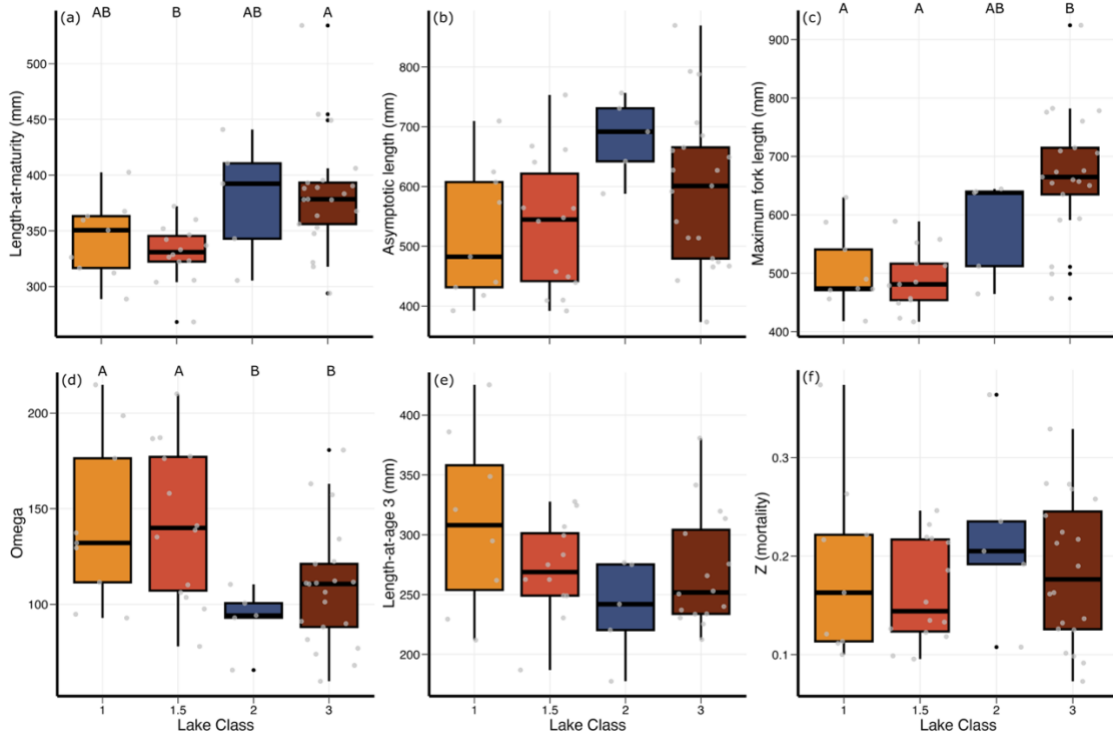 (a) AB B AB A
Length-at-maturity (mm)
500
450
400
350
300
(b)
Asymptotic length (mm)
800
700
600
500
400
(c) A A AB B
Maximum fork length (mm)
900
800
700
600
500
400
(d) A A B B
Omega
200
150
100
1 1.5 2 3
Lake Class
(e)
Length-at-age 3 (mm)
400
350
300
250
200
1 1.5 2 3
Lake Class
(f)
Z (mortality)
0.3
0.2
0.1
1 1.5 2 3
Lake Class